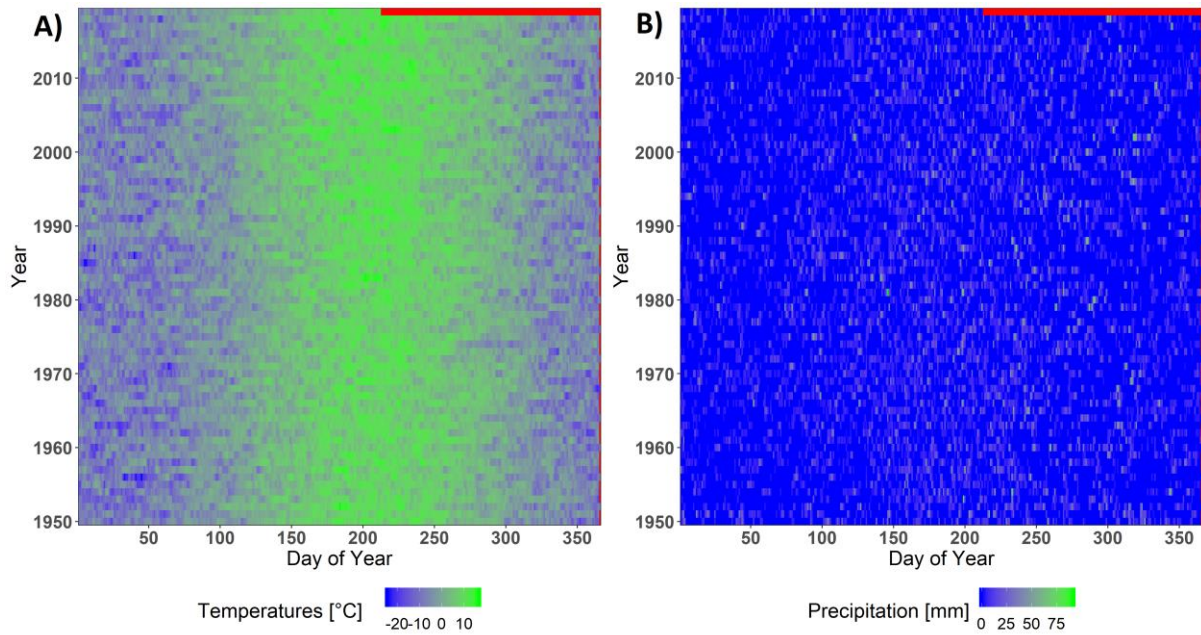 A)
2010
2000
1990
1980
1970
1960
1950
Year
50 100 150 200 250 300 350
Day of Year
Temperatures [°C]
-20 -10 0 10
B)
2010
2000
1990
1980
1970
1960
1950
Year
50 100 150 200 250 300 350
Day of Year
Precipitation [mm]
0 25 50 75